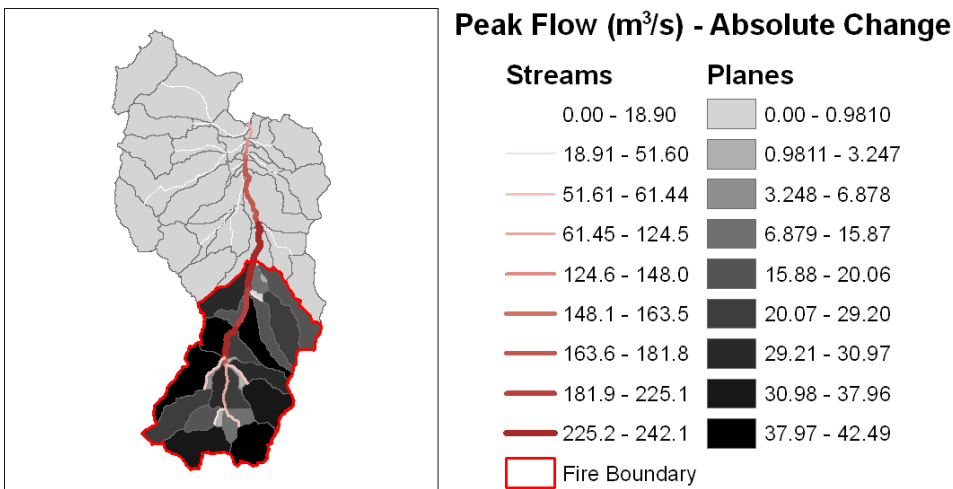 Peak Flow (m³/s) - Absolute Change
Streams Planes
0.00 - 18.90 0.00 - 0.9810
18.91 - 51.60 0.9811 - 3.247
51.61 - 61.44 3.248 - 6.878
61.45 - 124.5 6.879 - 15.87
124.6 - 148.0 15.88 - 20.06
148.1 - 163.5 20.07 - 29.20
163.6 - 181.8 29.21 - 30.97
181.9 - 225.1 30.98 - 37.96
225.2 - 242.1 37.97 - 42.49
Fire Boundary